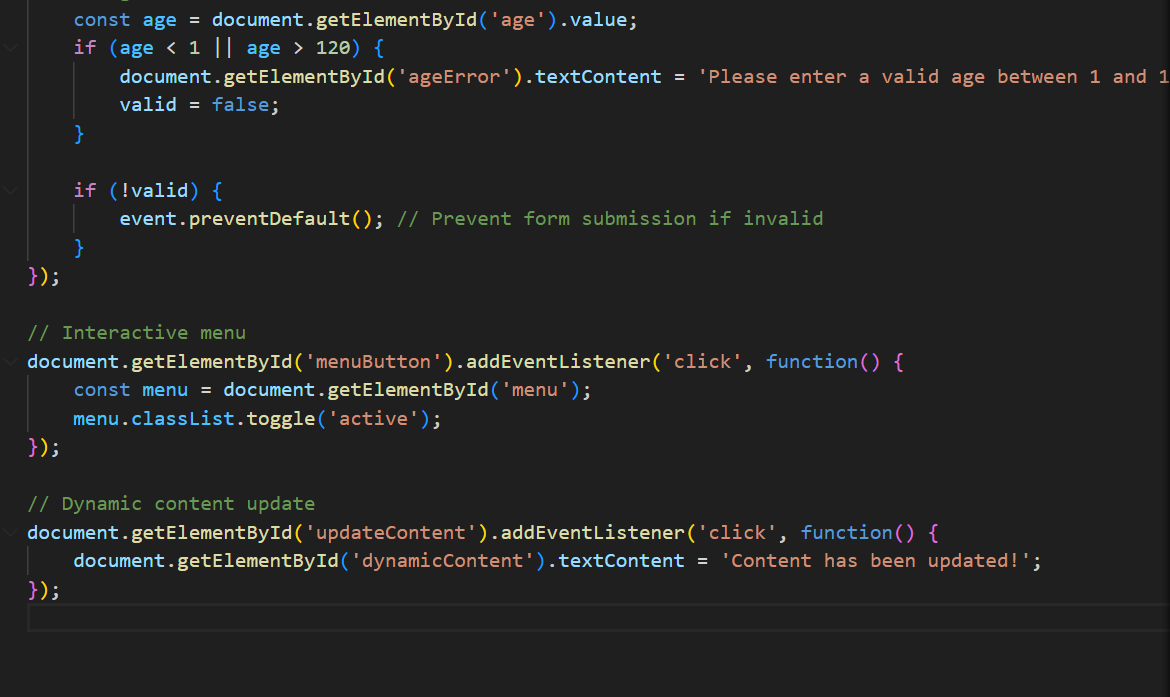 const age = document.getElementById('age').value;
if (age < 1 || age > 120) {
document.getElementById('ageError').textContent = 'Please enter a valid age between 1 and 1
valid = false;
}
if (!valid) {
event.preventDefault(); // Prevent form submission if invalid
}
});
// Interactive menu
document.getElementById('menuButton').addEventListener('click', function() {
const menu = document.getElementById('menu');
menu.classList.toggle('active');
});
// Dynamic content update
document.getElementById('updateContent').addEventListener('click', function() {
document.getElementById('dynamicContent').textContent = 'Content has been updated!';
});